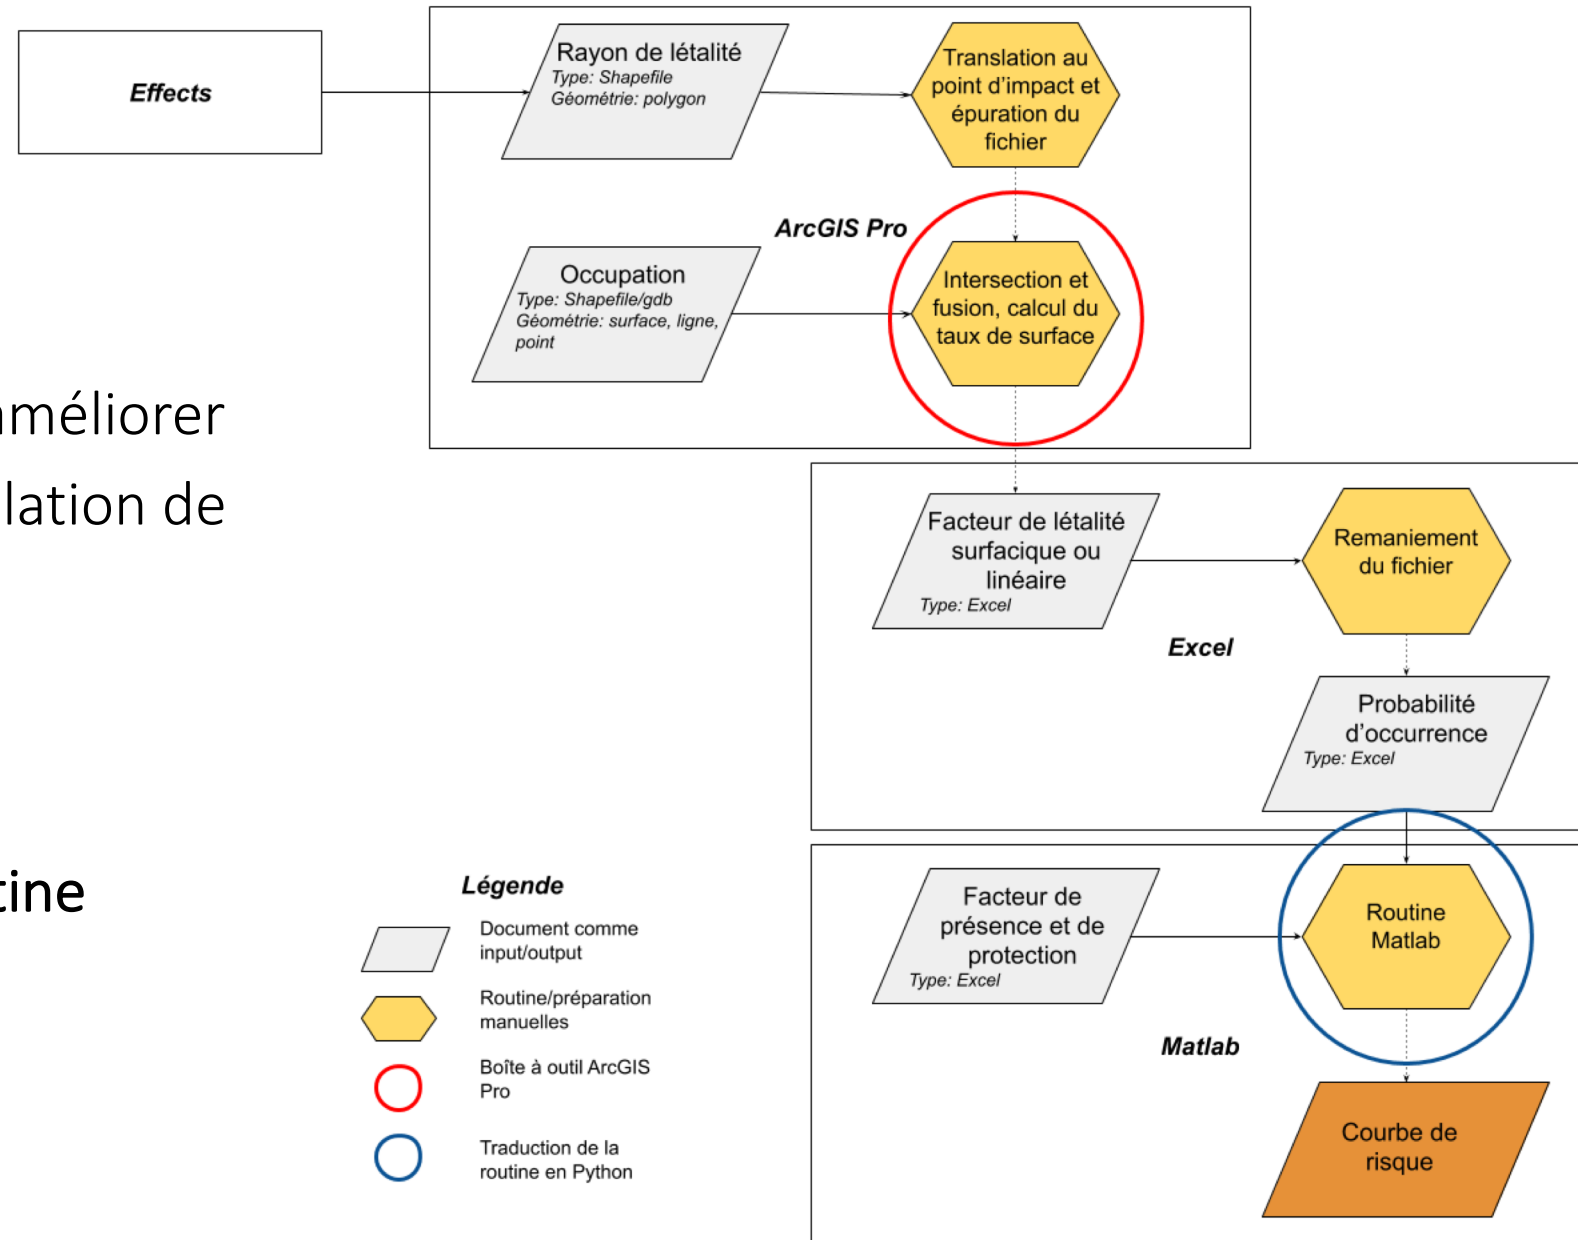 Effects
Rayon de létalité
Type: Shapefile
Géométrie: polygon
Translation au
point d'impact et
épuration du
fichier
ArcGIS Pro
Occupation
Type: Shapefile/gdb
Géométrie: surface, ligne,
point
Intersection et
fusion, calcul du
taux de surface
améliorer
lation de
Facteur de létalité
surfacique ou
linéaire
Type: Excel
Remaniement
du fichier
Excel
Probabilité
d'occurrence
Type: Excel
tine
Légende
Document comme
input/output
Routine/préparation
manuelles
Boîte à outil ArcGIS
Pro
Traduction de la
routine en Python
Facteur de
présence et de
protection
Type: Excel
Routine
Matlab
Matlab
Courbe de
risque